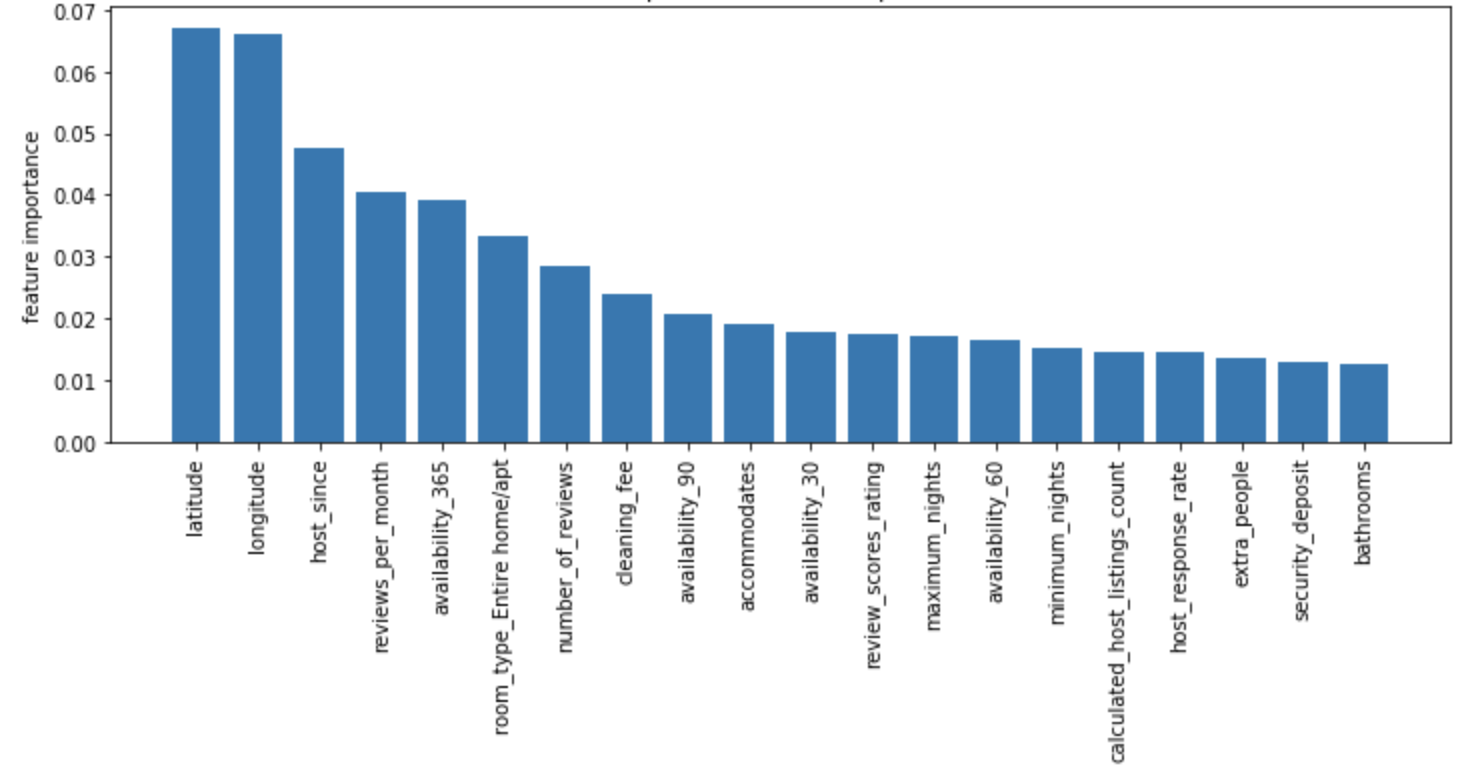 0.07
0.06
0.05
0.04
0.03
0.02
0.01
0.00
feature importance
latitude
longitude
host_since
reviews_per_month
availability_365
room_type_Entire home/apt
number_of_reviews
cleaning_fee
availability_90
accommodates
availability_30
review_scores_rating
maximum_nights
availability_60
minimum_nights
calculated_host_listings_count
host_response_rate
extra_people
security_deposit
bathrooms